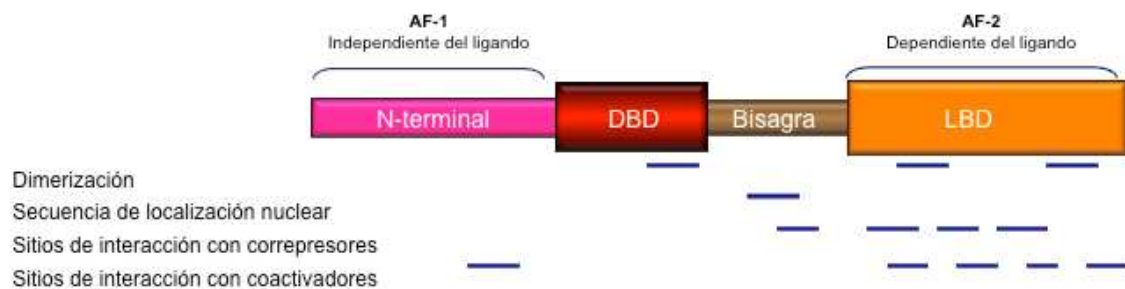 AF-1
Independiente del ligando
AF-2
Dependiente del ligando
N-terminal
DBD
Bisagra
LBD
Dimerización
Secuencia de localización nuclear
Sitios de interacción con correpresores
Sitios de interacción con coactivadores